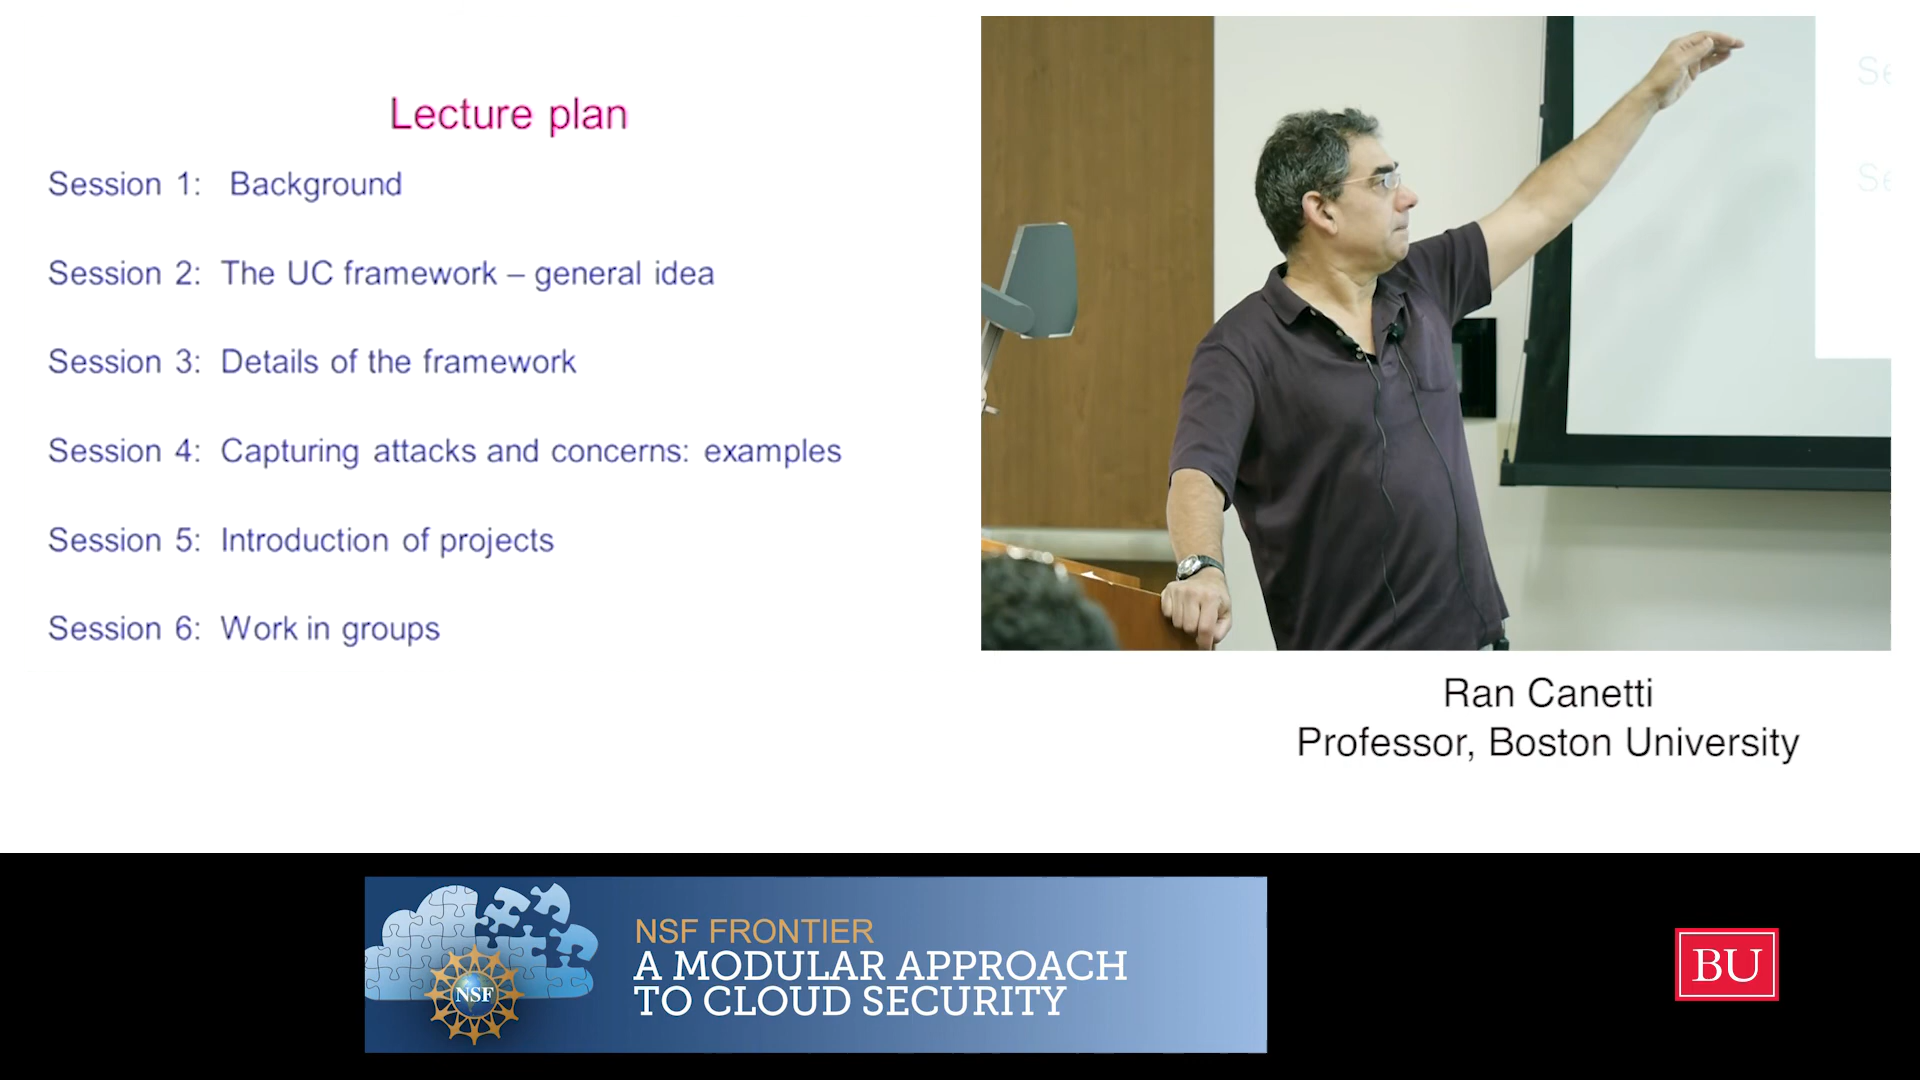 Lecture plan
Session 1: Background
Session 2: The UC framework – general idea
Session 3: Details of the framework
Session 4: Capturing attacks and concerns: examples
Session 5: Introduction of projects
Session 6: Work in groups
Se
Se
Ran Canetti
Professor, Boston University
NSF
NSF FRONTIER
A MODULAR APPROACH
TO CLOUD SECURITY
BU